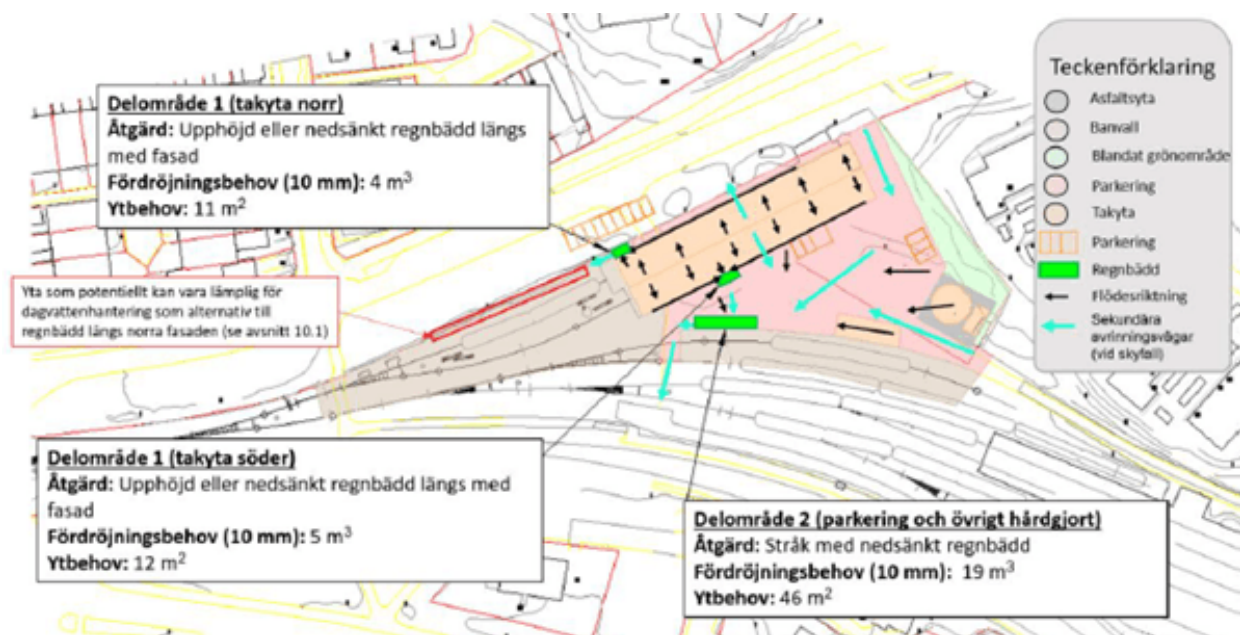 Delområde 1 (takyta norr)
Åtgärd: Upphöjd eller nedsänkt regnbädd längs
med fasad
Fördröjningsbehov (10 mm): 4 m³
Ytbehov: 11 m²
Yta som potentiellt kan vara lämplig för
dagvattenhantering som alternativ till
regnbädd längs norra fasaden (se avsnitt 10.1)
Delområde 1 (takyta söder)
Åtgärd: Upphöjd eller nedsänkt regnbädd längs med
fasad
Fördröjningsbehov (10 mm): 5 m³
Ytbehov: 12 m²
Delområde 2 (parkering och övrigt hårdgjort)
Åtgärd: Stråk med nedsänkt regnbädd
Fördröjningsbehov (10 mm): 19 m³
Ytbehov: 46 m²
Teckenförklaring
Asfaltsyta
Banvall
Blandat grönområde
Parkering
Takyta
Parkering
Regnbädd
Flödesriktning
Sekundära
avrinningsvägar
(vid skyfall)